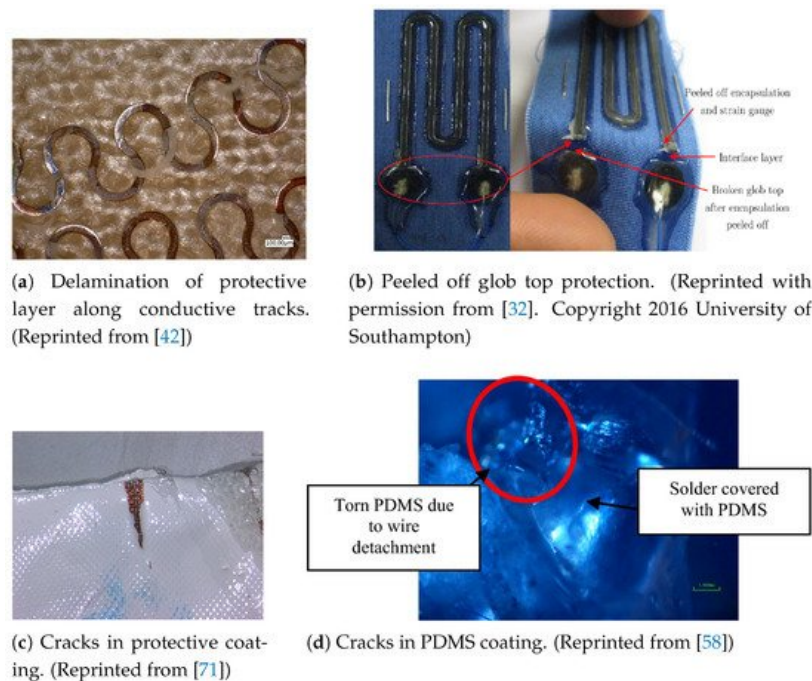 100.00µm
(a) Delamination of protective
layer along conductive tracks.
(Reprinted from [42])
Peeled off encapsulation
and strain gauge
Interface layer
Broken glob top
after encapsulation
peeled off
(b) Peeled off glob top protection. (Reprinted with
permission from [32]. Copyright 2016 University of
Southampton)
(c) Cracks in protective coat-
ing. (Reprinted from [71])
Torn PDMS due
to wire
detachment
Solder covered
with PDMS
(d) Cracks in PDMS coating. (Reprinted from [58])